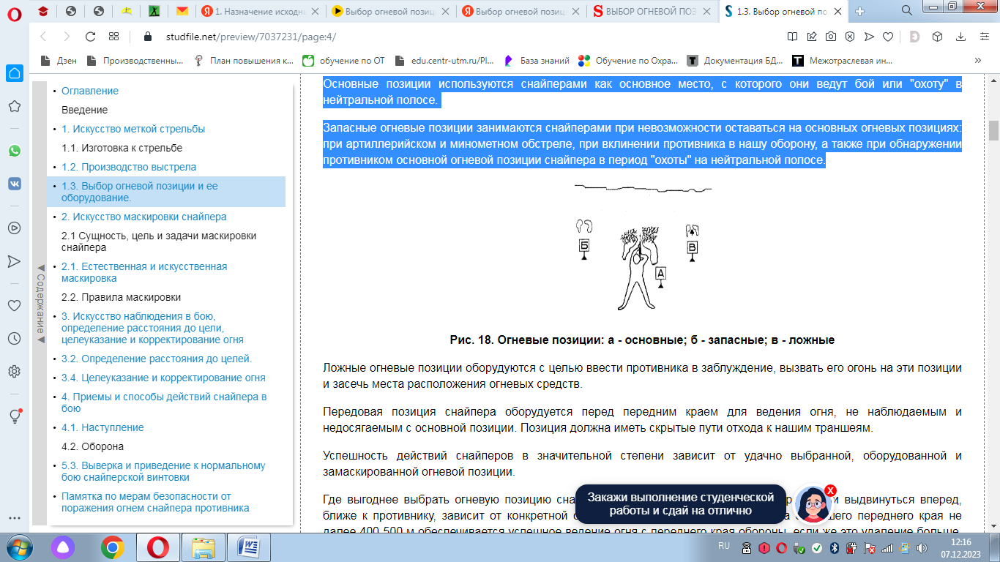 1. Назначение исходны
Выбор огневой позици
Выбор огневой позици
ВЫБОР ОГНЕВОЙ ПОЗ
1.3. Выбор огневой по
studfile.net/preview/7037231/page:4/
Дзен
Производственны...
План повышения к...
обучение по ОТ
edu.centr-utm.ru/Pl...
База знаний
Обучение по Охра...
Документация БД...
Межотраслевая ин...
»
Содержание
• Оглавление
Введение
• 1. Искусство меткой стрельбы
1.1. Изготовка к стрельбе
• 1.2. Производство выстрела
• 1.3. Выбор огневой позиции и ее
оборудование.
• 2. Искусство маскировки снайпера
2.1 Сущность, цель и задачи маскировки
снайпера
• 2.1. Естественная и искусственная
маскировка
2.2. Правила маскировки
• 3. Искусство наблюдения в бою,
определение расстояния до цели,
целеуказание и корректирование огня
• 3.2. Определение расстояния до целей.
• 3.4. Целеуказание и корректирование огня
• 4. Приемы и способы действий снайпера в
бою
• 4.1. Наступление
4.2. Оборона
• 5.3. Выверка и приведение к нормальному
бою снайперской винтовки
• Памятка по мерам безопасности от
поражения огнем снайпера противника
Основные позиции используются снайперами как основное место, с которого они ведут бой или "охоту" в
нейтральной полосе.
Запасные огневые позиции занимаются снайперами при невозможности оставаться на основных огневых позициях:
при артиллерийском и минометном обстреле, при вклинении противника в нашу оборону, а также при обнаружении
противником основной огневой позиции снайпера в период "охоты" на нейтральной полосе.
Б
В
А
Рис. 18. Огневые позиции: а - основные; б - запасные; в - ложные
Ложные огневые позиции оборудуются с целью ввести противника в заблуждение, вызвать его огонь на эти позиции
и засечь места расположения огневых средств.
Передовая позиция снайпера оборудуется перед передним краем для ведения огня, не наблюдаемым и
недосягаемым с основной позиции. Позиция должна иметь скрытые пути отхода к нашим траншеям.
Успешность действий снайперов в значительной степени зависит от удачно выбранной, оборудованной и
замаскированной огневой позиции.
Где выгоднее выбрать огневую позицию сна
и выдвинуться вперед,
ближе к противнику, зависит от конкретной
шего переднего края не
далее 400-500 м обеспечивается успешное ведение огня с переднего края обороны, если же это удаление больше,
Закажи выполнение студенческой
работы и сдай на отлично
X
RU
12:16
07.12.2023